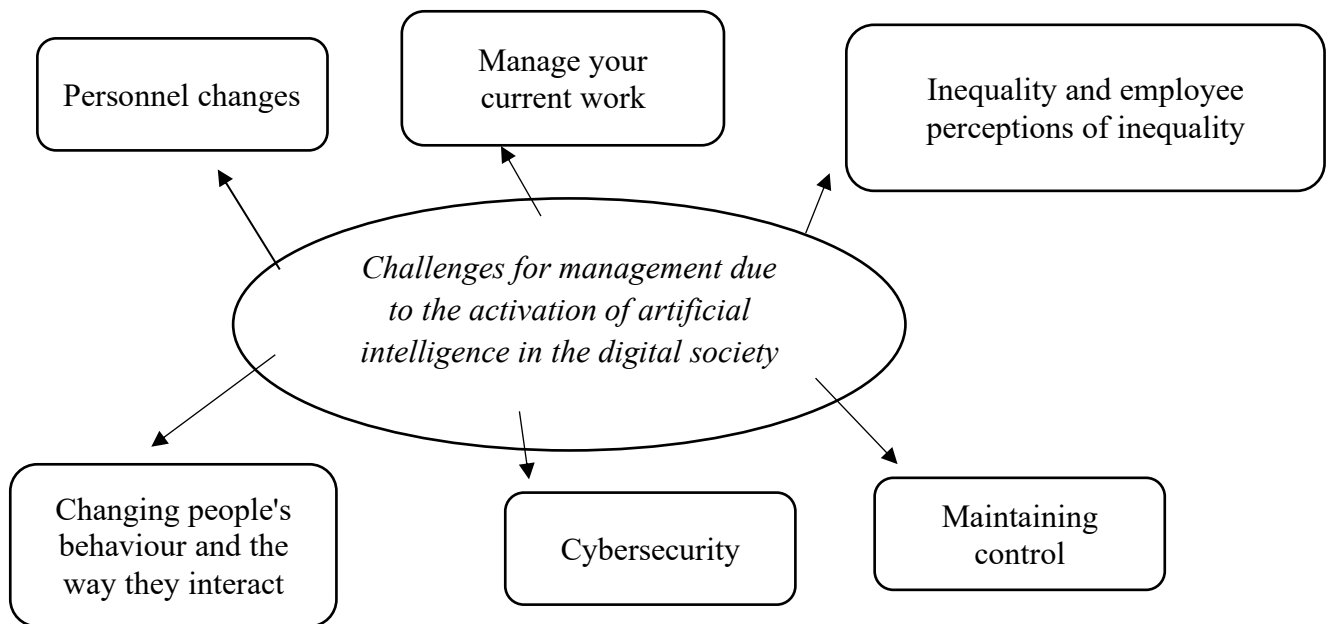 Personnel changes
Manage your
current work
Inequality and employee
perceptions of inequality
Challenges for management due
to the activation of artificial
intelligence in the digital society
Changing people's
behaviour and the
way they interact
Cybersecurity
Maintaining
control